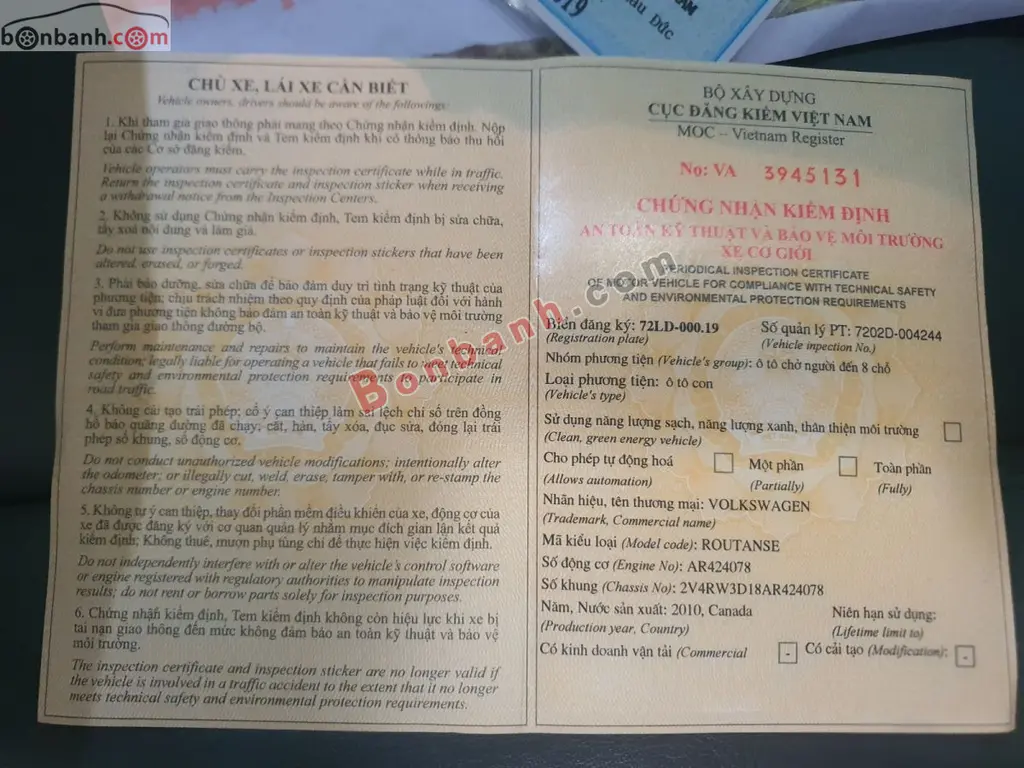 bonbanh.com
019
NAM
Châu Đức
CHỦ XE, LÁI XE CẦN BIẾT
Vehicle owners, drivers should be aware of the followings:
1. Khi tham gia giao thông phải mang theo Chứng nhận kiểm định. Nộp
lại Chứng nhận kiểm định và Tem kiểm định khi có thông báo thu hồi
của các Cơ sở đăng kiểm.
Vehicle operators must carry the inspection certificate while in traffic.
Return the inspection certificate and inspection sticker when receiving
a withdrawal notice from the Inspection Centers.
2. Không sử dụng Chứng nhận kiểm định, Tem kiểm định bị sửa chữa,
tẩy xoá nội dung và làm giả.
Do not use inspection certificates or inspection stickers that have been
altered, erased, or forged.
3. Phải bảo dưỡng, sửa chữa để bảo đảm duy trì tình trạng kỹ thuật của
phương tiện; chịu trách nhiệm theo quy định của pháp luật đối với hành
vi đưa phương tiện không bảo đảm an toàn kỹ thuật và bảo vệ môi trường
tham gia giao thông đường bộ.
Perform maintenance and repairs to maintain the vehicle's technical
condition; legally liable for operating a vehicle that fails to meet technical
safety and environmental protection requirements to participate in
road traffic.
4. Không cải tạo trái phép; cố ý can thiệp làm sai lệch chỉ số trên đồng
hồ báo quãng đường đã chạy; cắt, hàn, tẩy xóa, đục sửa, đóng lại trái
phép số khung, số động cơ.
Do not conduct unauthorized vehicle modifications; intentionally alter
the odometer; or illegally cut, weld, erase, tamper with, or re-stamp the
chassis number or engine number.
5. Không tự ý can thiệp, thay đổi phần mềm điều khiển của xe, động cơ của
xe đã được đăng ký với cơ quan quản lý nhằm mục đích gian lận kết quả
kiểm định; Không thuê, mượn phụ tùng chỉ để thực hiện việc kiểm định.
Do not independently interfere with or alter the vehicle's control software
or engine registered with regulatory authorities to manipulate inspection
results; do not rent or borrow parts solely for inspection purposes.
6. Chứng nhận kiểm định, Tem kiểm định không còn hiệu lực khi xe bị
tai nạn giao thông đến mức không đảm bảo an toàn kỹ thuật và bảo vệ
môi trường.
The inspection certificate and inspection sticker are no longer valid if
the vehicle is involved in a traffic accident to the extent that it no longer
meets technical safety and environmental protection requirements.
BỘ XÂY DỰNG
CỤC ĐĂNG KIỂM VIỆT NAM
MOC – Vietnam Register
No: VA 3945131
CHỨNG NHẬN KIỂM ĐỊNH
AN TOÀN KỸ THUẬT VÀ BẢO VỆ MÔI TRƯỜNG
XE CƠ GIỚI
PERIODICAL INSPECTION CERTIFICATE
OF MOTOR VEHICLE FOR COMPLIANCE WITH TECHNICAL SAFETY
AND ENVIRONMENTAL PROTECTION REQUIREMENTS
Biển đăng ký: 72LD-000.19 Số quản lý PT: 7202D-004244
(Registration plate) (Vehicle inpection No.)
Nhóm phương tiện (Vehicle's group): ô tô chở người đến 8 chỗ
Loại phương tiện: ô tô con
(Vehicle's type)
Sử dụng năng lượng sạch, năng lượng xanh, thân thiện môi trường
(Clean, green energy vehicle)
Cho phép tự động hoá Một phần Toàn phần
(Allows automation) (Partially) (Fully)
Nhãn hiệu, tên thương mại: VOLKSWAGEN
(Trademark, Commercial name)
Mã kiểu loại (Model code): ROUTANSE
Số động cơ (Engine No): AR424078
Số khung (Chassis No): 2V4RW3D18AR424078
Năm, Nước sản xuất: 2010, Canada Niên hạn sử dụng:
(Production year, Country) (Lifetime limit to)
Có kinh doanh vận tải (Commercial - Có cải tạo (Modification): -
Bonbanh.com